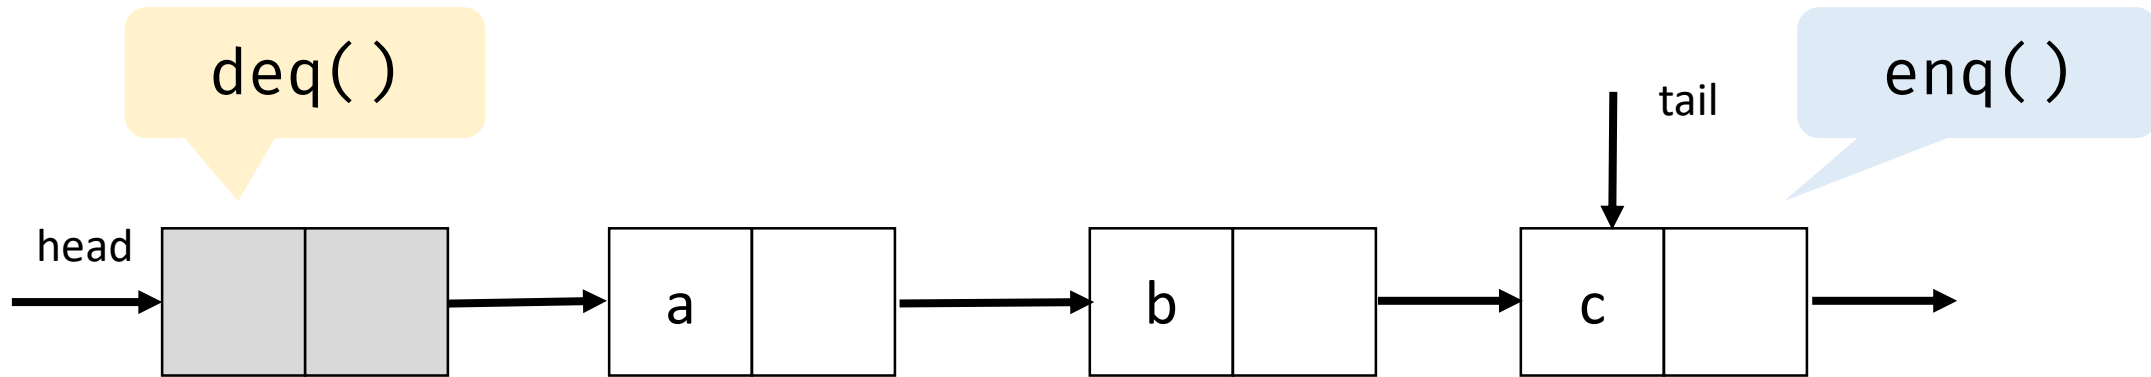 deq()
enq()
tail
head
a
b
c